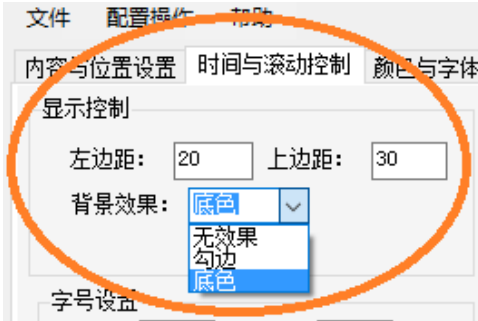 文件 配置操作 帮助
内容与位置设置 时间与滚动控制 颜色与字体
显示控制
左边距： 20 上边距： 30
背景效果： 底色
无效果
勾边
底色
字号设置